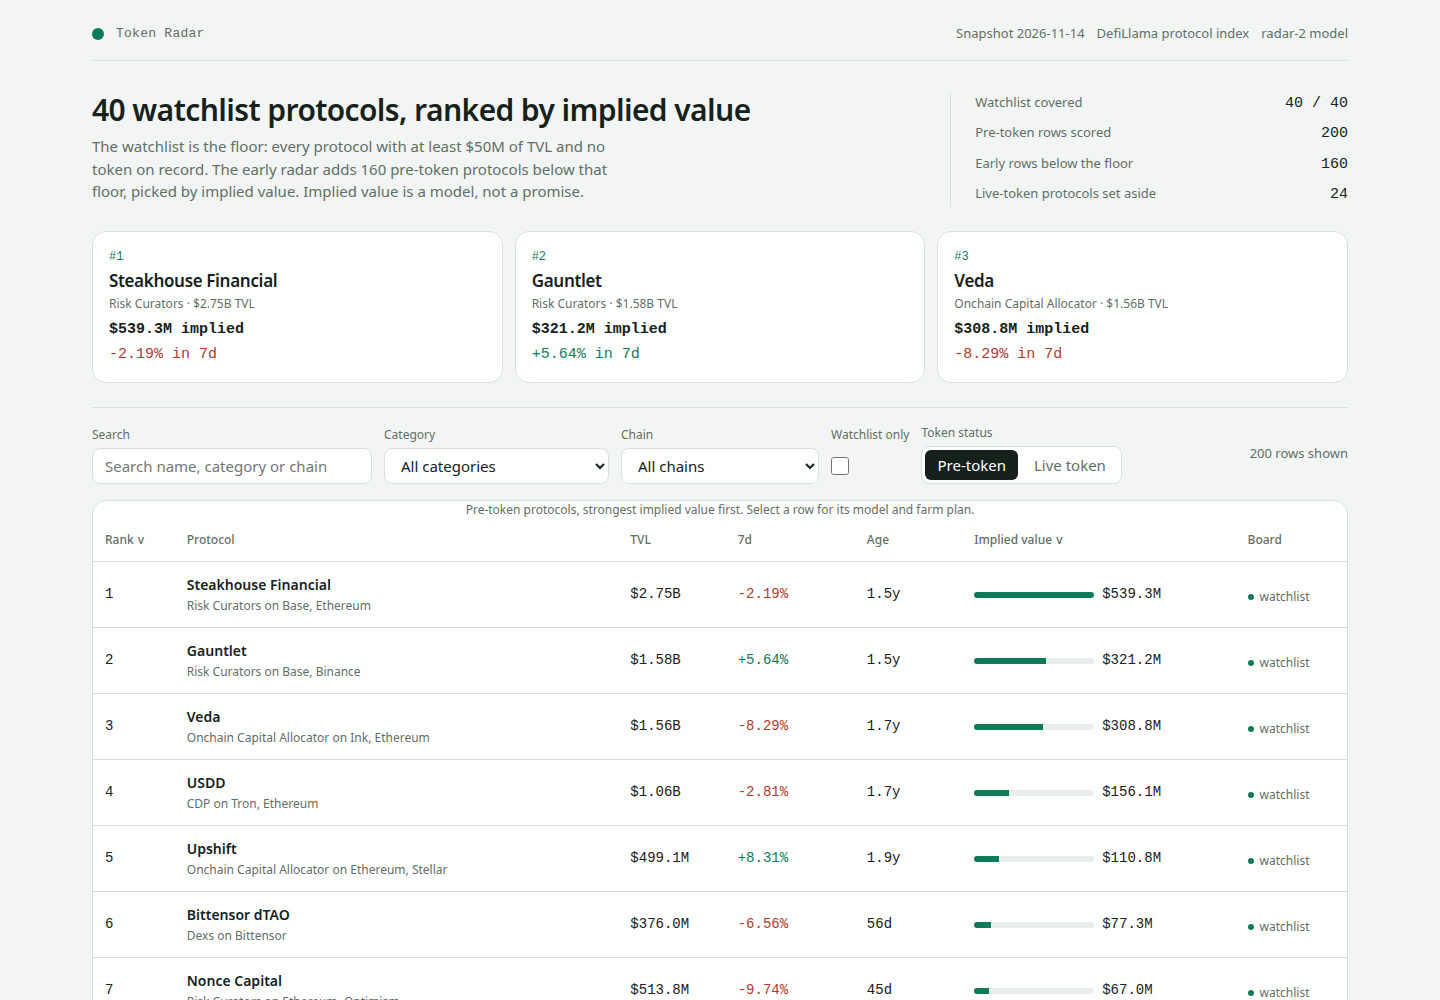 Token Radar
Snapshot 2026-11-14 DefiLlama protocol index radar-2 model
40 watchlist protocols, ranked by implied value
The watchlist is the floor: every protocol with at least $50M of TVL and no
token on record. The early radar adds 160 pre-token protocols below that
floor, picked by implied value. Implied value is a model, not a promise.
Watchlist covered 40 / 40
Pre-token rows scored 200
Early rows below the floor 160
Live-token protocols set aside 24
#1
Steakhouse Financial
Risk Curators · $2.75B TVL
$539.3M implied
-2.19% in 7d
#2
Gauntlet
Risk Curators · $1.58B TVL
$321.2M implied
+5.64% in 7d
#3
Veda
Onchain Capital Allocator · $1.56B TVL
$308.8M implied
-8.29% in 7d
Search
Search name, category or chain
Category
All categories
Chain
All chains
Watchlist only
Token status
Pre-token Live token
200 rows shown
Pre-token protocols, strongest implied value first. Select a row for its model and farm plan.
Rank v Protocol TVL 7d Age Implied value v Board
1 Steakhouse Financial $2.75B -2.19% 1.5y $539.3M watchlist
Risk Curators on Base, Ethereum
2 Gauntlet $1.58B +5.64% 1.5y $321.2M watchlist
Risk Curators on Base, Binance
3 Veda $1.56B -8.29% 1.7y $308.8M watchlist
Onchain Capital Allocator on Ink, Ethereum
4 USDD $1.06B -2.81% 1.7y $156.1M watchlist
CDP on Tron, Ethereum
5 Upshift $499.1M +8.31% 1.9y $110.8M watchlist
Onchain Capital Allocator on Ethereum, Stellar
6 Bittensor dTAO $376.0M -6.56% 56d $77.3M watchlist
Dexs on Bittensor
7 Nonce Capital $513.8M -9.74% 45d $67.0M watchlist
Risk Curators on Ethereum, Optimism